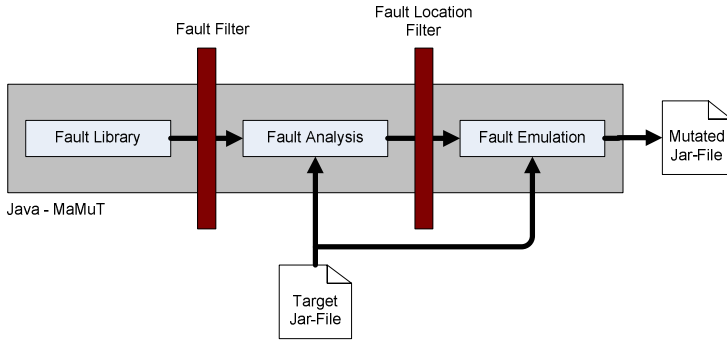 Fault Filter
Fault Location
Filter
Fault Library
Fault Analysis
Fault Emulation
Mutated
Jar-File
Java - MaMuT
Target
Jar-File